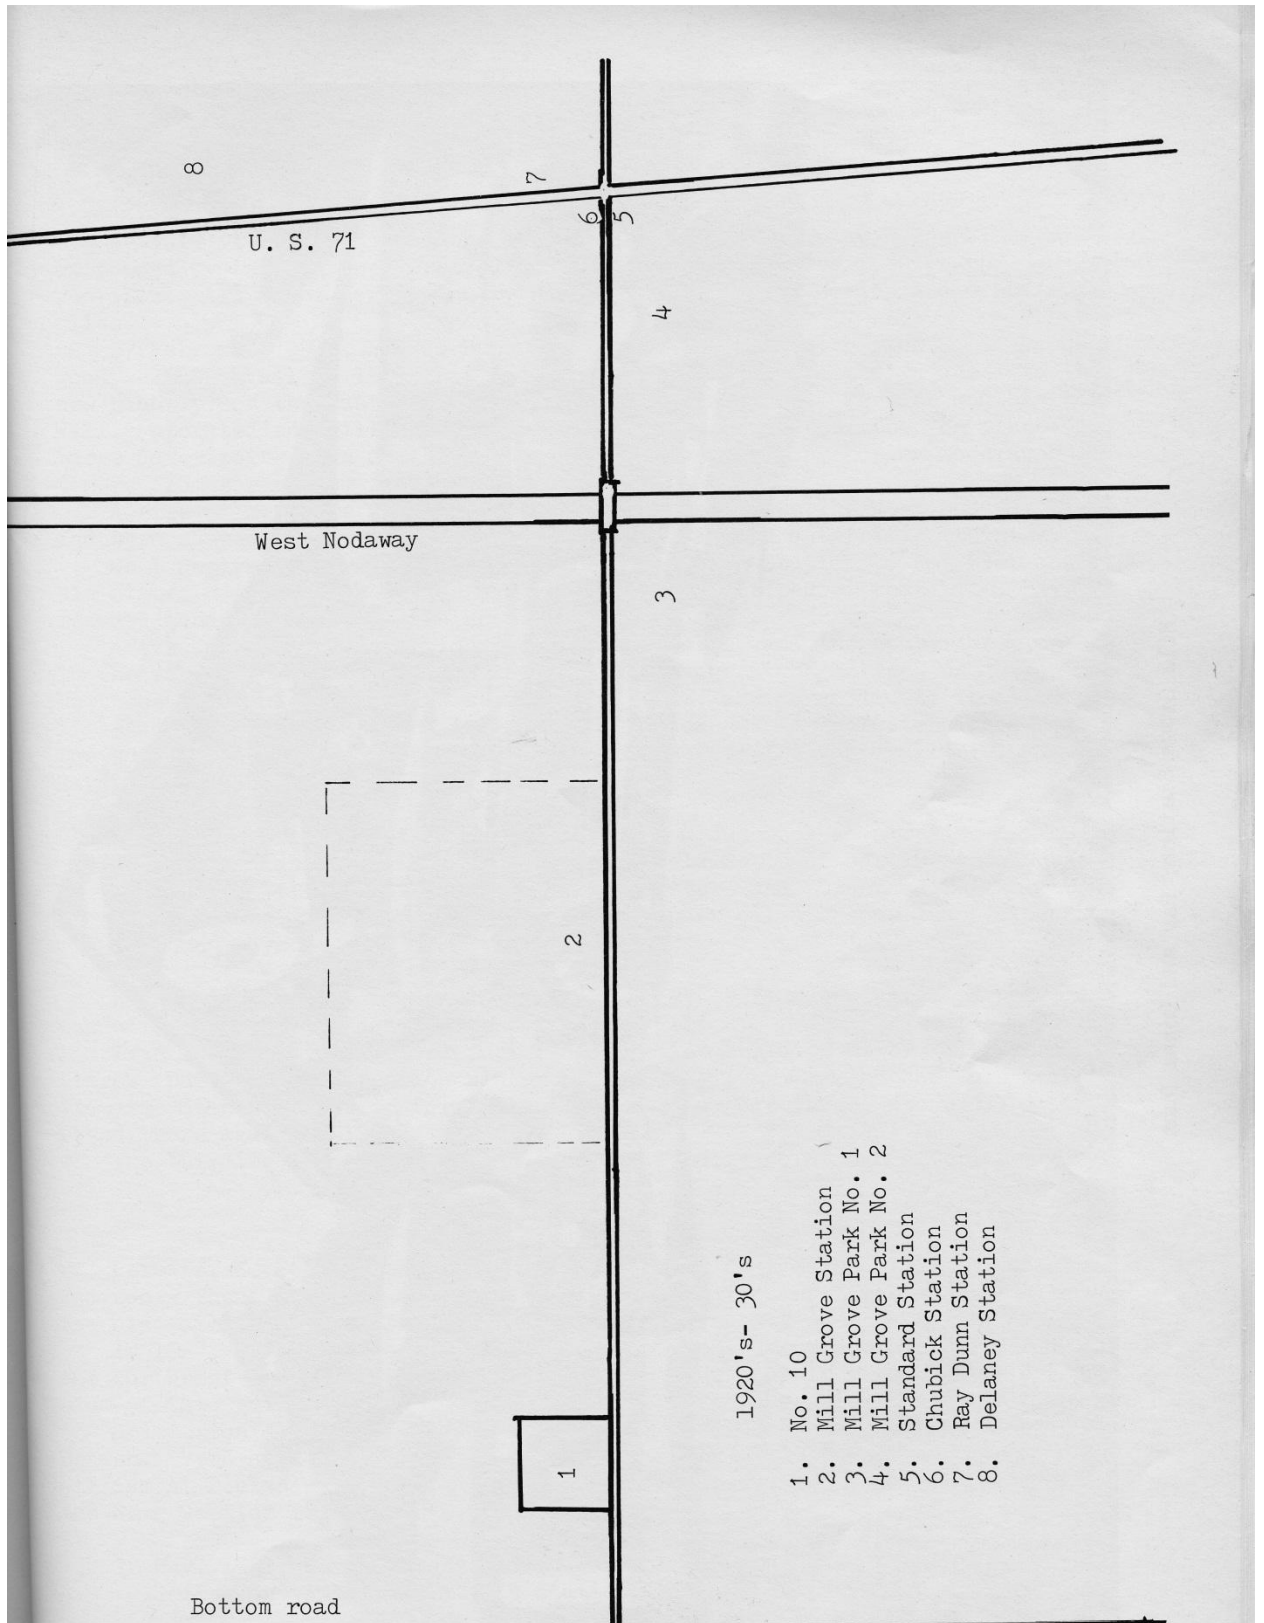 8
7
6
5
U. S. 71
4
West Nodaway
3
2
1
1920's- 30's
1. No. 10
2. Mill Grove Station
3. Mill Grove Park No. 1
4. Mill Grove Park No. 2
5. Standard Station
6. Chubick Station
7. Ray Dunn Station
8. Delaney Station
Bottom road